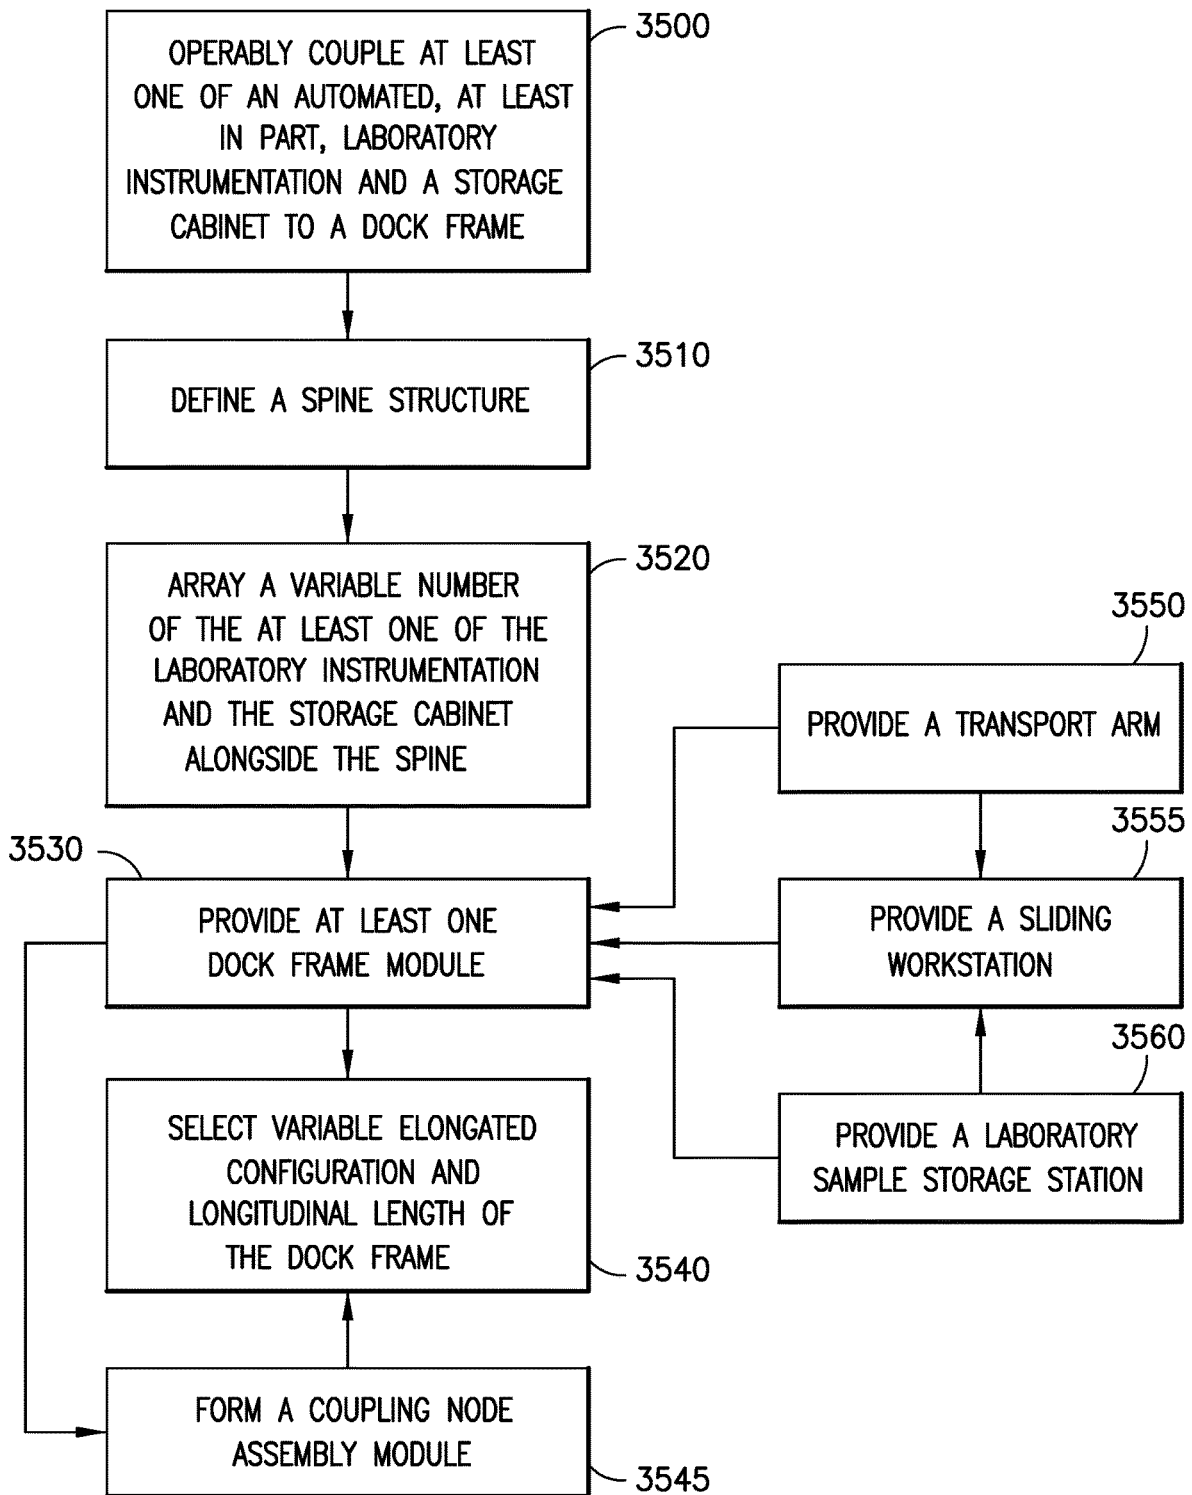 3500
OPERABLY COUPLE AT LEAST
ONE OF AN AUTOMATED, AT LEAST
IN PART, LABORATORY
INSTRUMENTATION AND A STORAGE
CABINET TO A DOCK FRAME
3510
DEFINE A SPINE STRUCTURE
3520
ARRAY A VARIABLE NUMBER
OF THE AT LEAST ONE OF THE
LABORATORY INSTRUMENTATION
AND THE STORAGE CABINET
ALONGSIDE THE SPINE
3550
PROVIDE A TRANSPORT ARM
3530
PROVIDE AT LEAST ONE
DOCK FRAME MODULE
3555
PROVIDE A SLIDING
WORKSTATION
3560
PROVIDE A LABORATORY
SAMPLE STORAGE STATION
SELECT VARIABLE ELONGATED
CONFIGURATION AND
LONGITUDINAL LENGTH OF
THE DOCK FRAME
3540
FORM A COUPLING NODE
ASSEMBLY MODULE
3545